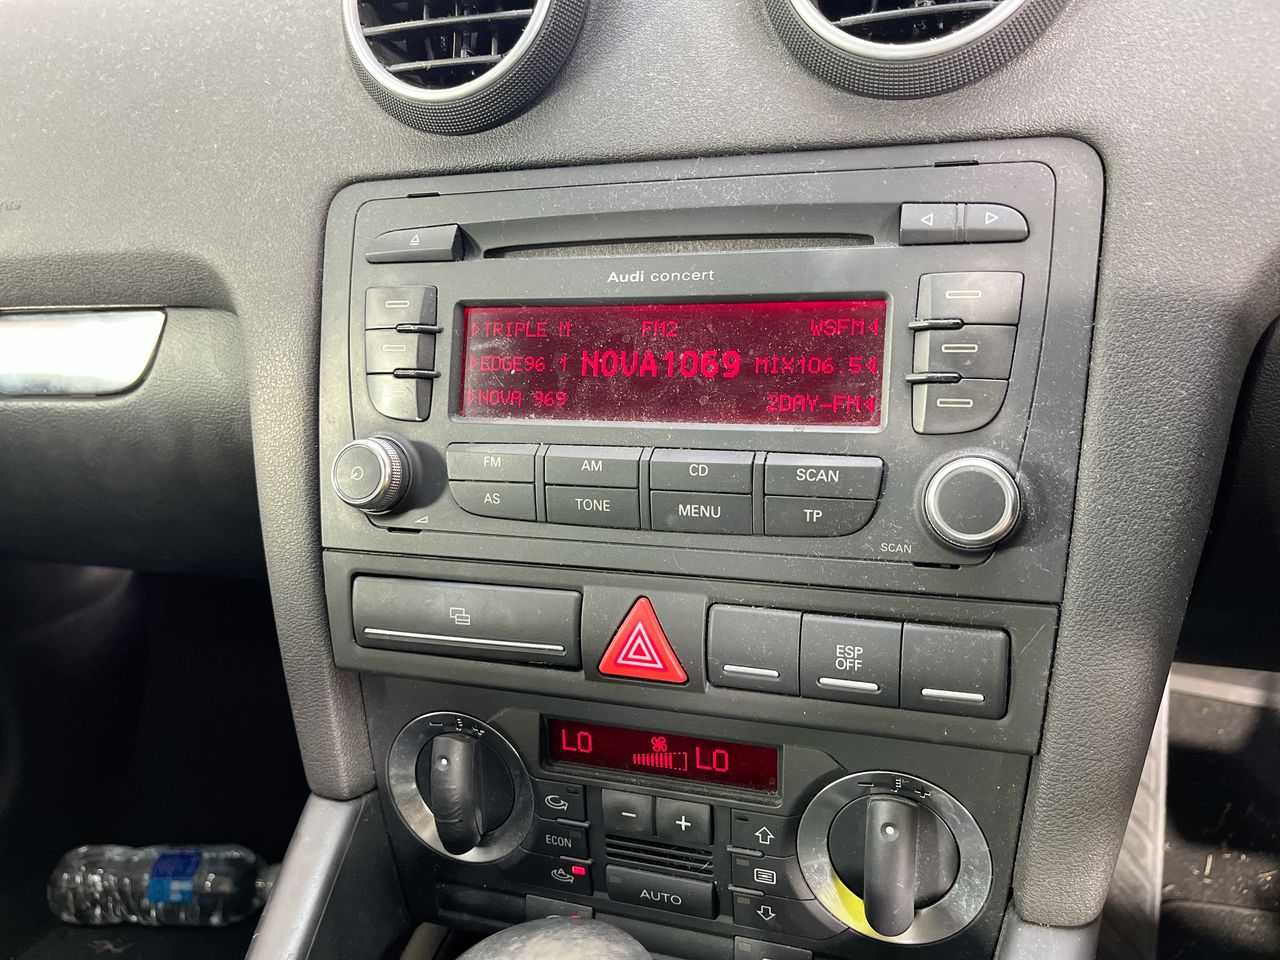 Audi concert
TRIPLE M FM2 WSFM
EDGE96.1 NOVA1069 MIX106.5
NOVA 969 2DAY-FM
FM AM CD SCAN
AS TONE MENU TP
SCAN
ESP
OFF
LO LO
ECON
AUTO